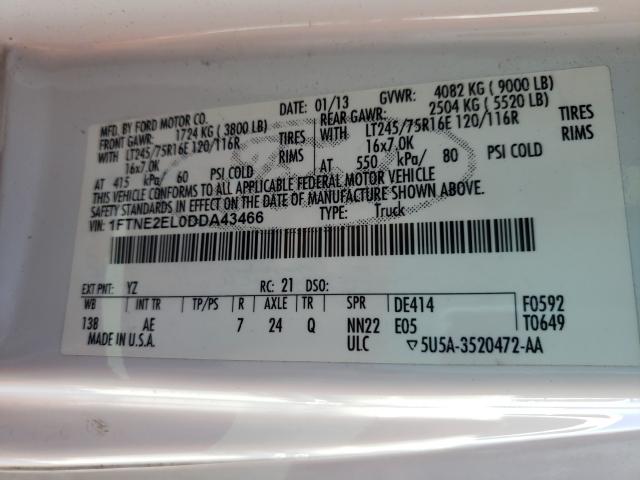 MFD. BY FORD MOTOR CO.
DATE: 01/13
GVWR: 4082 KG ( 9000 LB)
FRONT GAWR: 1724 KG ( 3800 LB)
REAR GAWR: 2504 KG ( 5520 LB)
WITH LT245/75R16E 120/116R TIRES
WITH LT245/75R16E 120/116R TIRES
16x7.0K RIMS
16x7.0K RIMS
AT 415 kPa/ 60 PSI COLD
AT 550 kPa/ 80 PSI COLD
THIS VEHICLE CONFORMS TO ALL APPLICABLE FEDERAL MOTOR VEHICLE
SAFETY STANDARDS IN EFFECT ON THE DATE OF MANUFACTURE SHOWN ABOVE.
VIN: 1FTNE2EL0DDA43466
TYPE: Truck
EXT PNT: YZ RC: 21 DSO:
WB INT TR TP/PS R AXLE TR SPR DE414 F0592
138 AE 7 24 Q NN22 E05 T0649
MADE IN U.S.A. ULC ▽5U5A-3520472-AA